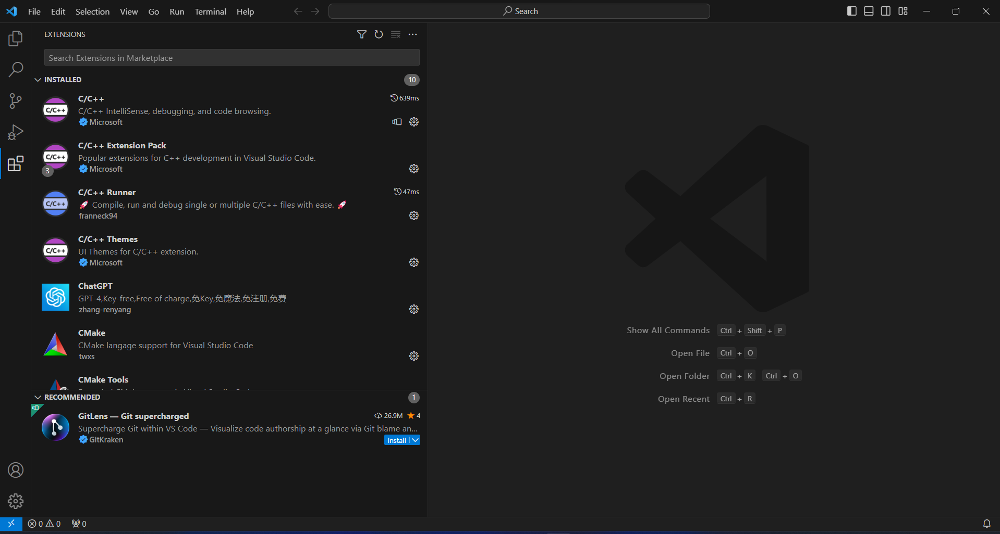 File Edit Selection View Go Run Terminal Help
Search
EXTENSIONS
Search Extensions in Marketplace
INSTALLED 10
C/C++ 639ms
C/C++
C/C++ IntelliSense, debugging, and code browsing.
Microsoft
C/C++ Extension Pack
C/C++
Popular extensions for C++ development in Visual Studio Code.
3
Microsoft
C/C++ Runner 47ms
C/C++
🚀 Compile, run and debug single or multiple C/C++ files with ease. 🚀
franneck94
C/C++ Themes
C/C++
UI Themes for C/C++ extension.
Microsoft
ChatGPT
GPT-4,Key-free,Free of charge,免Key,免魔法,免注册,免费
zhang-renyang
CMake
CMake langage support for Visual Studio Code
twxs
CMake Tools
RECOMMENDED 1
GitLens — Git supercharged 26.9M 4
Supercharge Git within VS Code — Visualize code authorship at a glance via Git blame an...
GitKraken Install
Show All Commands Ctrl + Shift + P
Open File Ctrl + O
Open Folder Ctrl + K Ctrl + O
Open Recent Ctrl + R
0 0 0